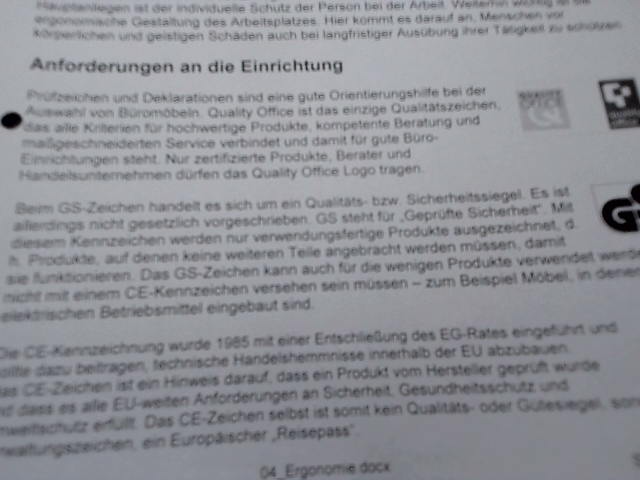 Hauptanliegen ist der individuelle Schutz der Person bei der Arbeit. Weiterhin wichtig ist die
ergonomische Gestaltung des Arbeitsplatzes. Hier kommt es darauf an, Menschen vor
körperlichen und geistigen Schäden auch bei langfristiger Ausübung ihrer Tätigkeit zu schützen.
Anforderungen an die Einrichtung
Prüfzeichen und Deklarationen sind eine gute Orientierungshilfe bei der
Auswahl von Büromöbeln. Quality Office ist das einzige Qualitätszeichen,
das alle Kriterien für hochwertige Produkte, kompetente Beratung und
maßgeschneiderten Service verbindet und damit für gute Büro-
Einrichtungen steht. Nur zertifizierte Produkte, Berater und
Handelsunternehmen dürfen das Quality Office Logo tragen.
QUALITY
OFFICE
Beim GS-Zeichen handelt es sich um ein Qualitäts- bzw. Sicherheitssiegel. Es ist
allerdings nicht gesetzlich vorgeschrieben. GS steht für „Geprüfte Sicherheit“. Mit
diesem Kennzeichen werden nur verwendungsfertige Produkte ausgezeichnet, d.
h. Produkte, auf denen keine weiteren Teile angebracht werden müssen, damit
sie funktionieren. Das GS-Zeichen kann auch für die wenigen Produkte verwendet werde
nicht mit einem CE-Kennzeichen versehen sein müssen – zum Beispiel Möbel, in denen
elektrischen Betriebsmittel eingebaut sind.
GS
Die CE-Kennzeichnung wurde 1985 mit einer Entschließung des EG-Rates eingeführt und
sollte dazu beitragen, technische Handelshemmnisse innerhalb der EU abzubauen.
Das CE-Zeichen ist ein Hinweis darauf, dass ein Produkt vom Hersteller geprüft wurde
nd dass es alle EU-weiten Anforderungen an Sicherheit, Gesundheitsschutz und
mweltschutz erfüllt. Das CE-Zeichen selbst ist somit kein Qualitäts- oder Gütesiegel, sond
rwaltungszeichen, ein Europäischer „Reisepass“.
04_Ergonomie.docx